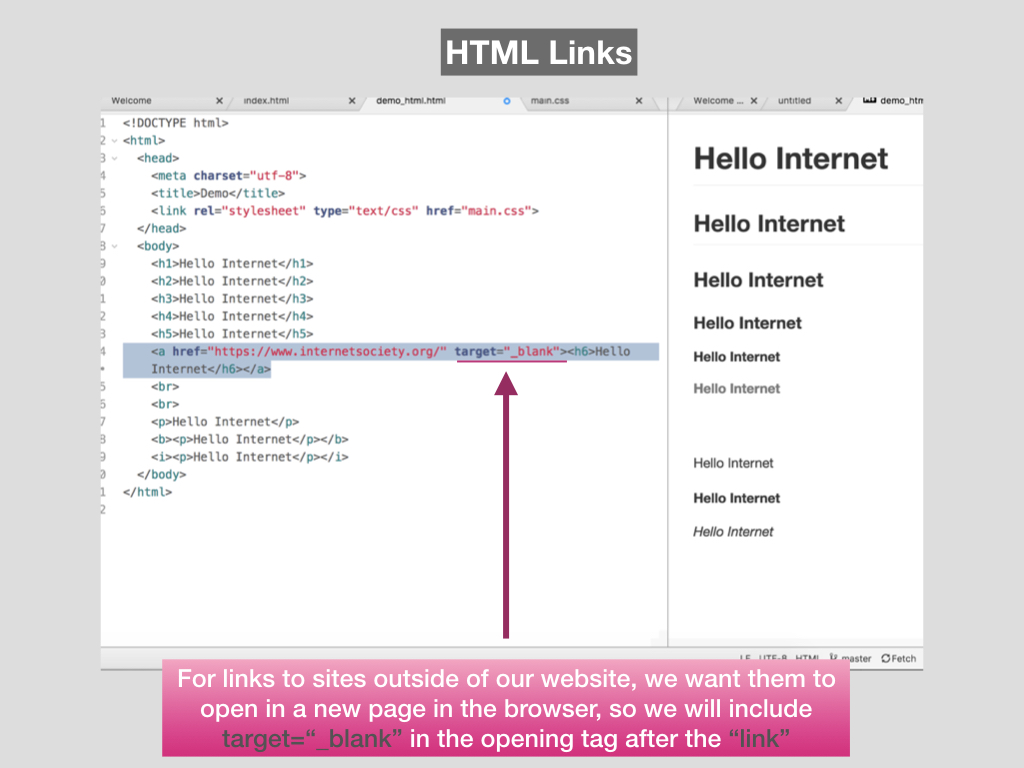 HTML Links
Welcome index.html demo_html.html main.css Welcome ... untitled demo_htm
1 <!DOCTYPE html>
2 <html>
3 <head>
4 <meta charset="utf-8">
5 <title>Demo</title>
6 <link rel="stylesheet" type="text/css" href="main.css">
7 </head>
8 <body>
9 <h1>Hello Internet</h1>
0 <h2>Hello Internet</h2>
1 <h3>Hello Internet</h3>
2 <h4>Hello Internet</h4>
3 <h5>Hello Internet</h5>
4 <a href="https://www.internetsociety.org/" target="_blank"><h6>Hello
Internet</h6></a>
5 <br>
6 <br>
7 <p>Hello Internet</p>
8 <b><p>Hello Internet</p></b>
9 <i><p>Hello Internet</p></i>
0 </body>
1 </html>
2
Hello Internet
Hello Internet
Hello Internet
Hello Internet
Hello Internet
Hello Internet
Hello Internet
Hello Internet
Hello Internet
LF UTF-8 HTML master Fetch
For links to sites outside of our website, we want them to
open in a new page in the browser, so we will include
target=“_blank” in the opening tag after the “link”